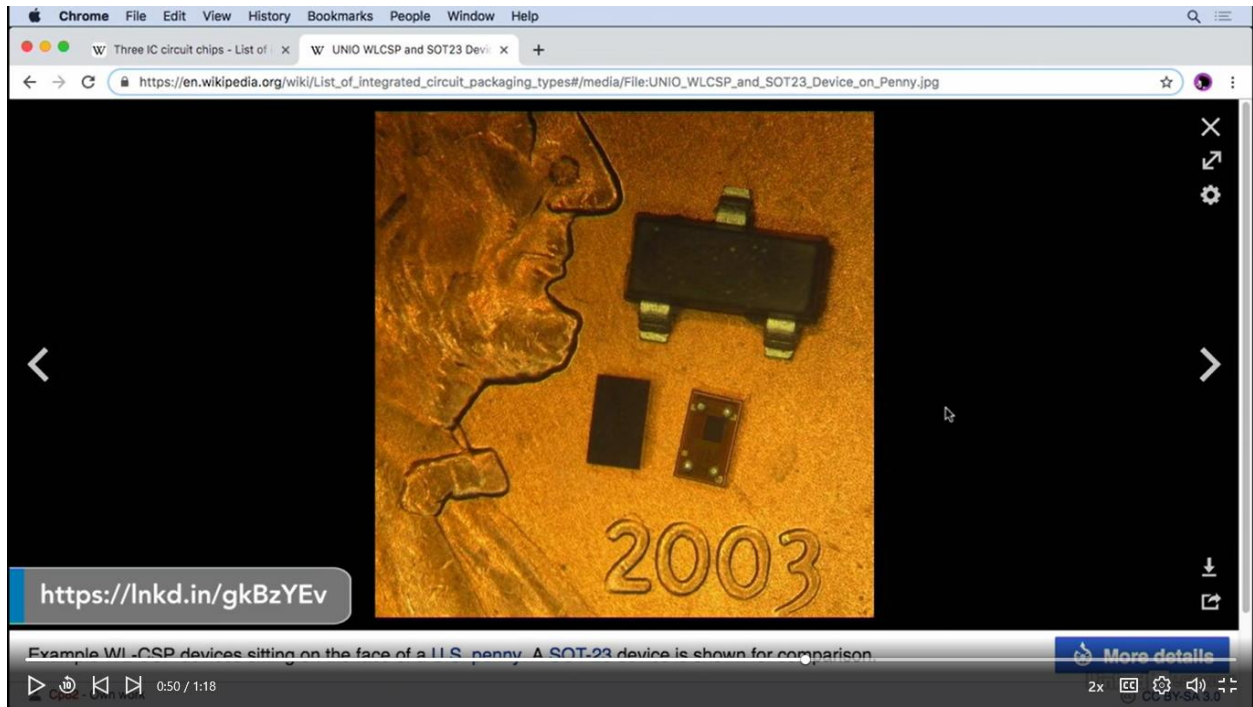 Chrome File Edit View History Bookmarks People Window Help
Three IC circuit chips - List of
UNIO WLCSP and SOT23 Devi
https://en.wikipedia.org/wiki/List_of_integrated_circuit_packaging_types#/media/File:UNIO_WLCSP_and_SOT23_Device_on_Penny.jpg
2003
https://lnkd.in/gkBzYEv
Example WL-CSP devices sitting on the face of a U.S. penny. A SOT-23 device is shown for comparison.
More details
0:50 / 1:18
2x
CC
Own work
CC BY-SA 3.0